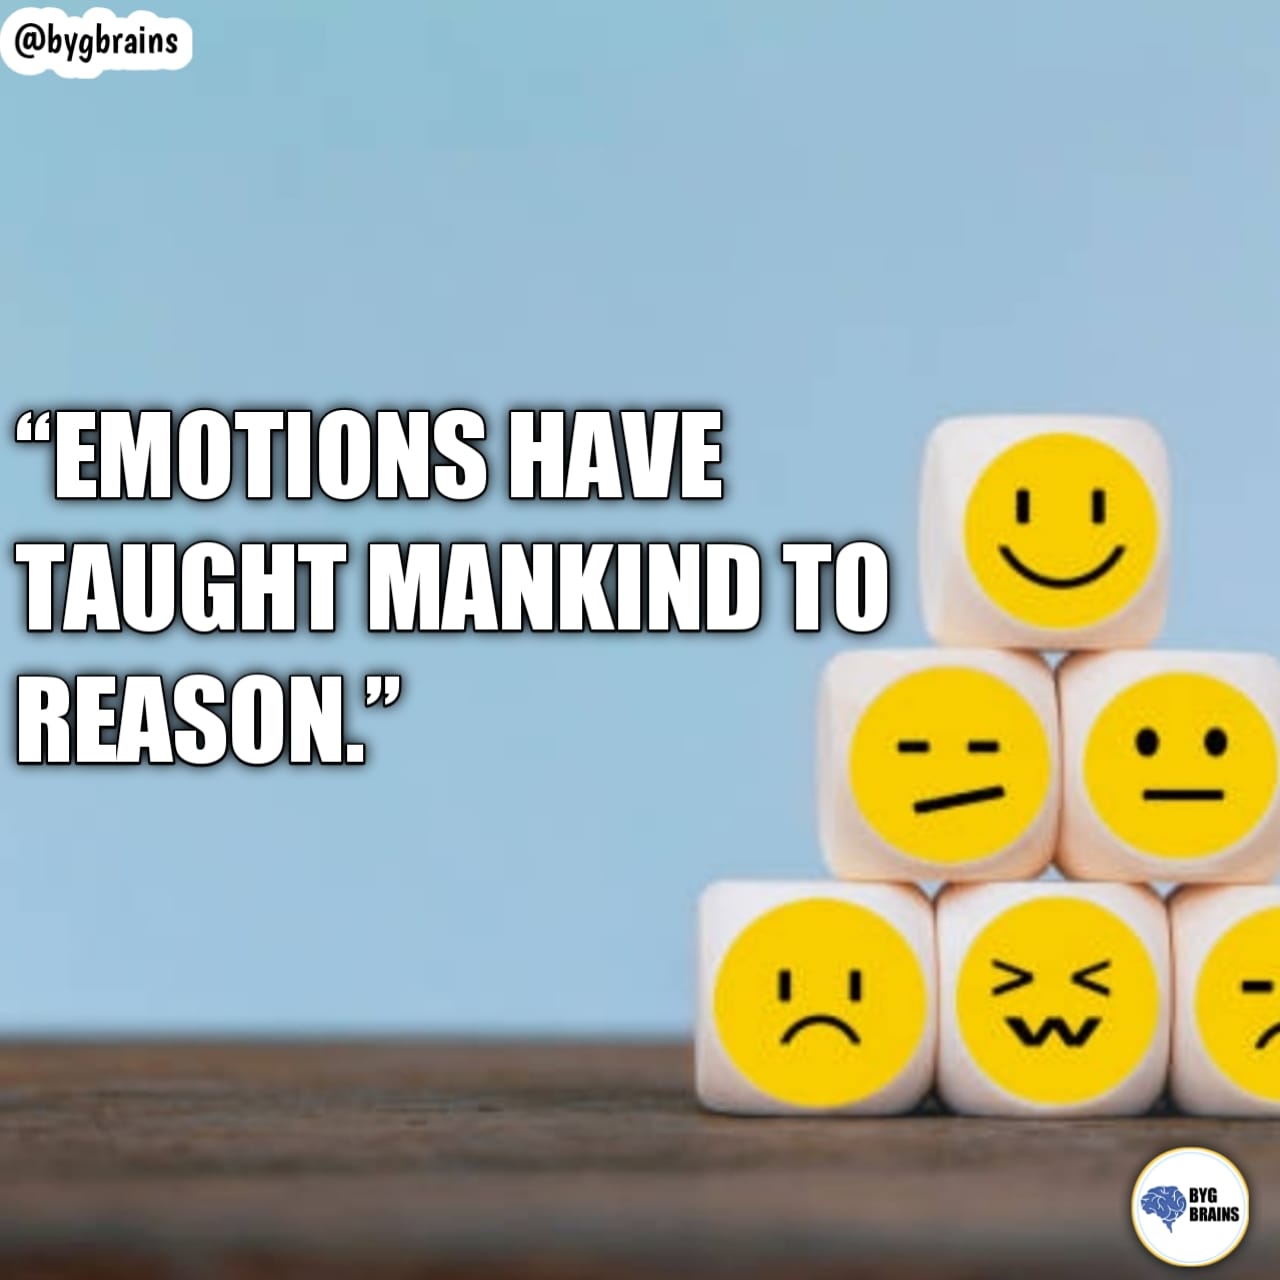 @bygbrains
“EMOTIONS HAVE
TAUGHT MANKIND TO
REASON.”
BYG
BRAINS